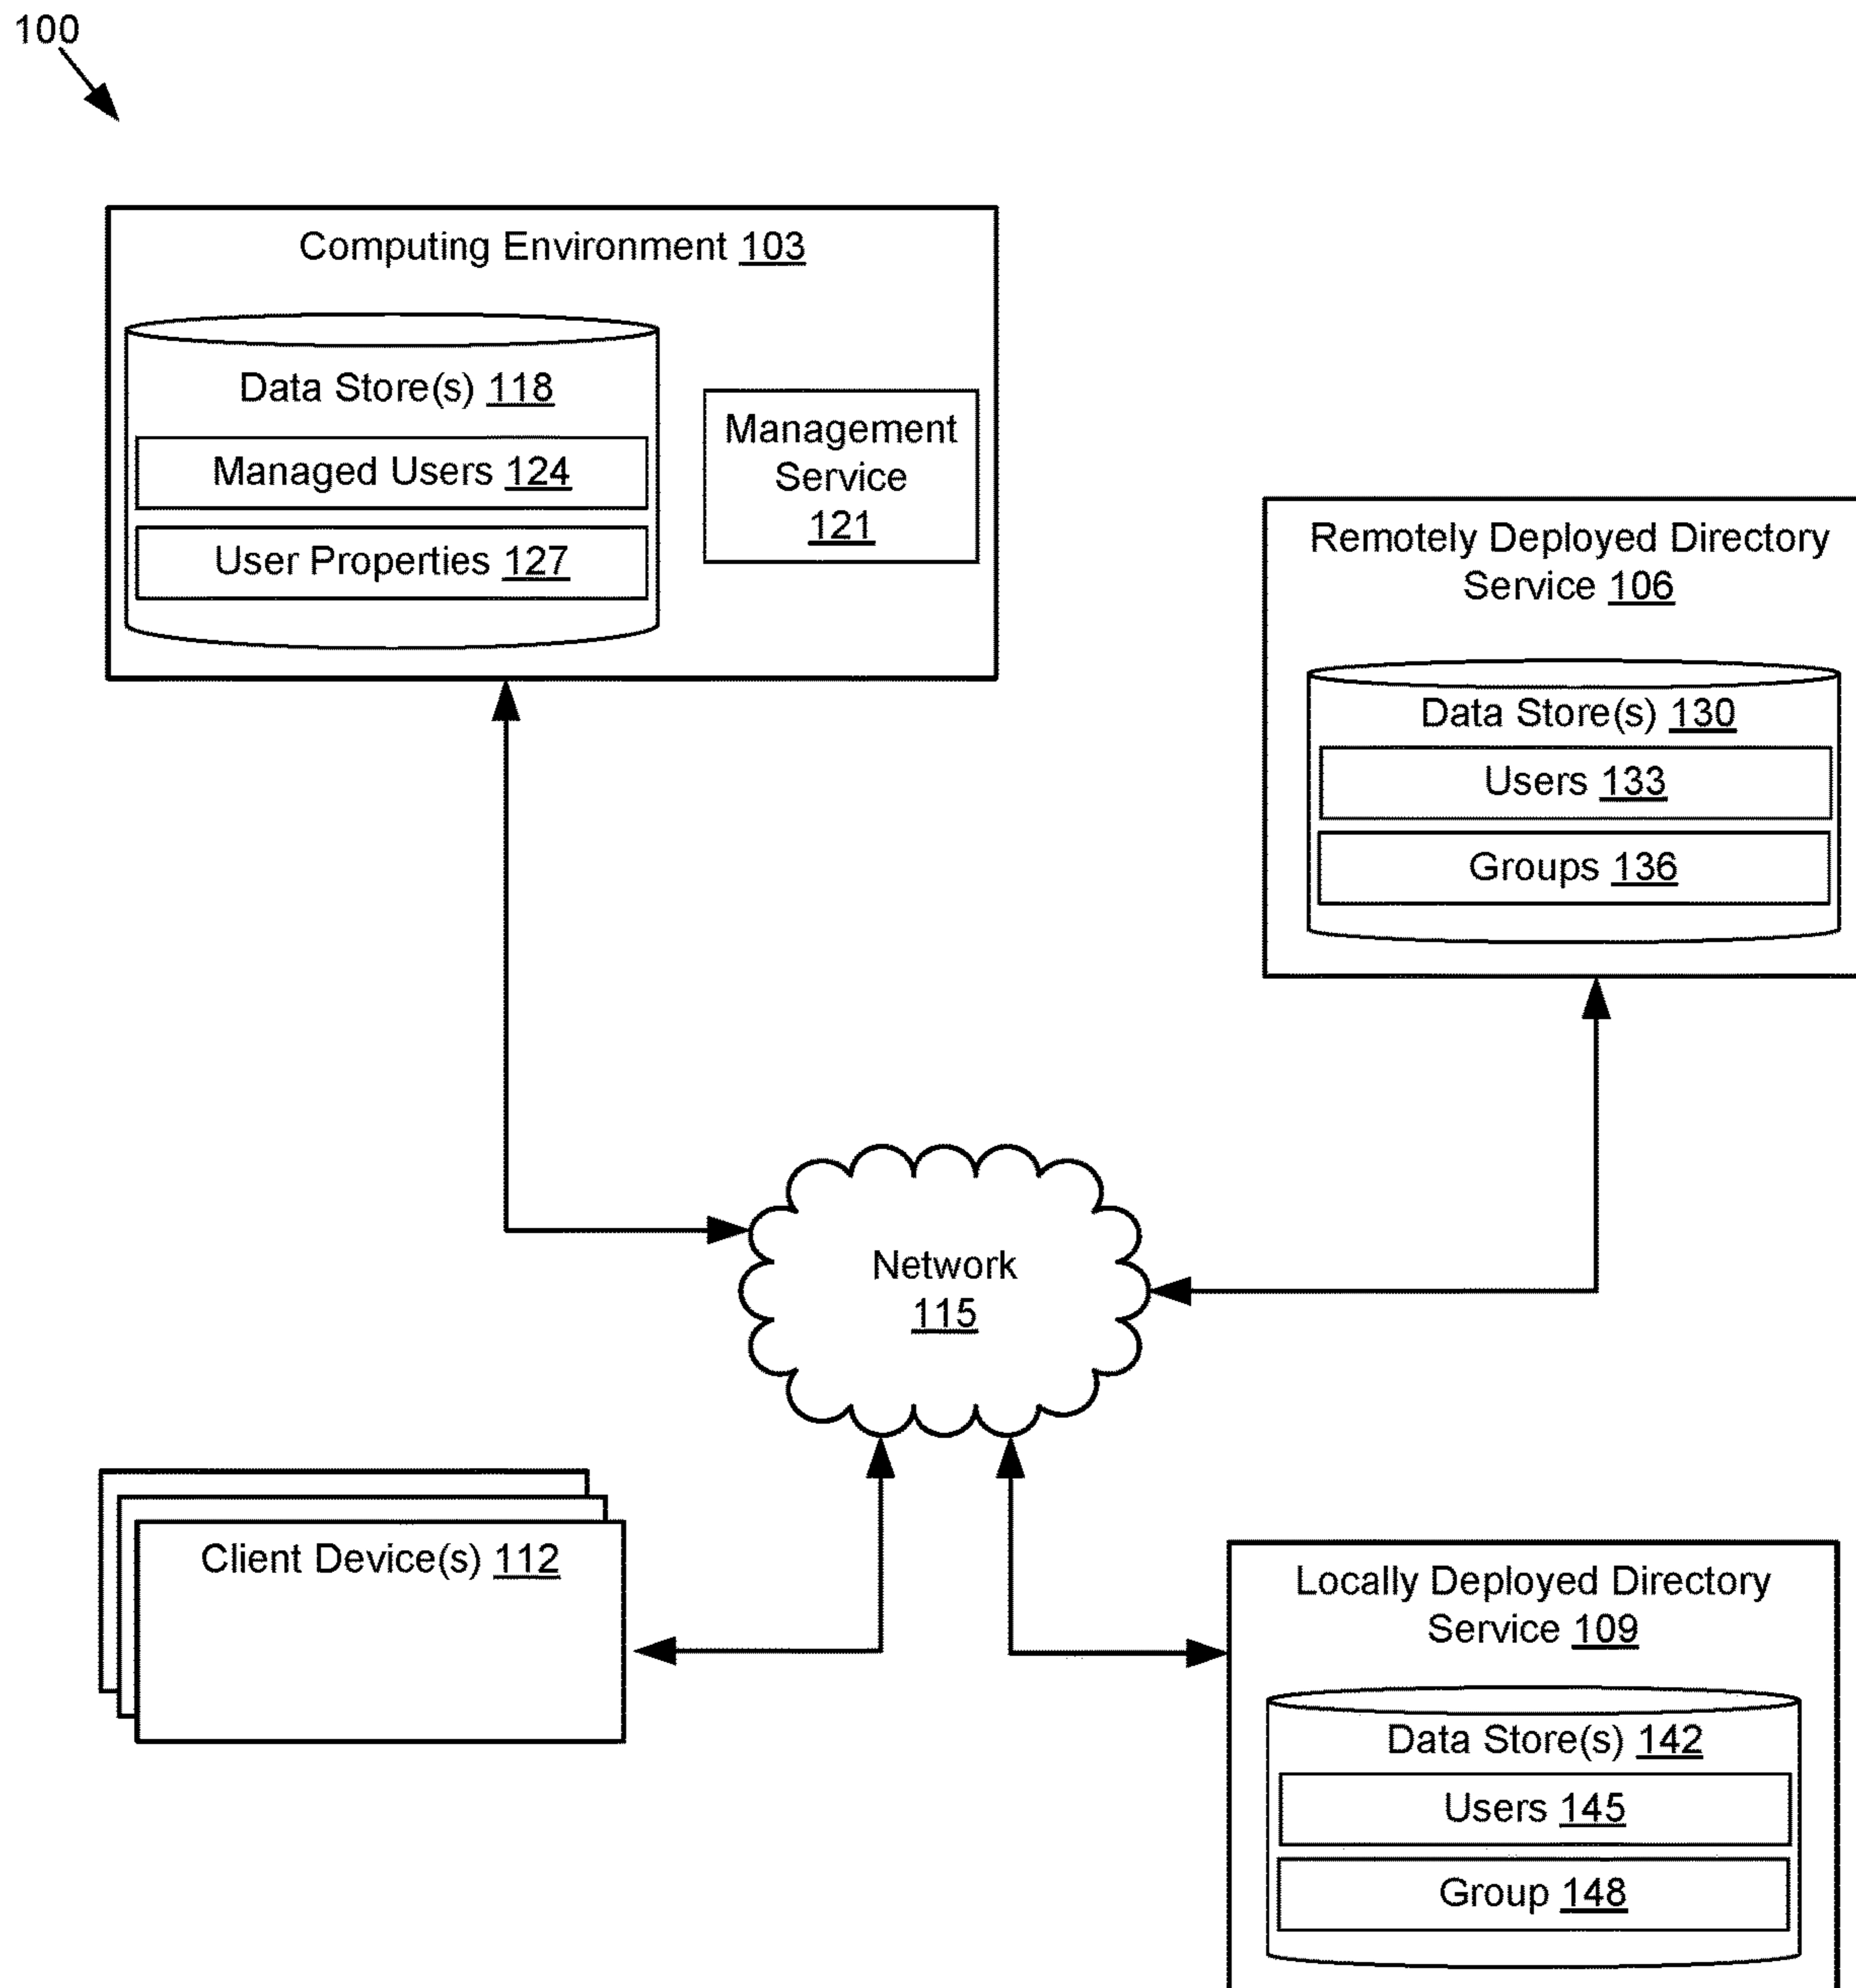 100
Computing Environment 103
Data Store(s) 118
Managed Users 124
User Properties 127
Management
Service
121
Remotely Deployed Directory
Service 106
Data Store(s) 130
Users 133
Groups 136
Network
115
Client Device(s) 112
Locally Deployed Directory
Service 109
Data Store(s) 142
Users 145
Group 148